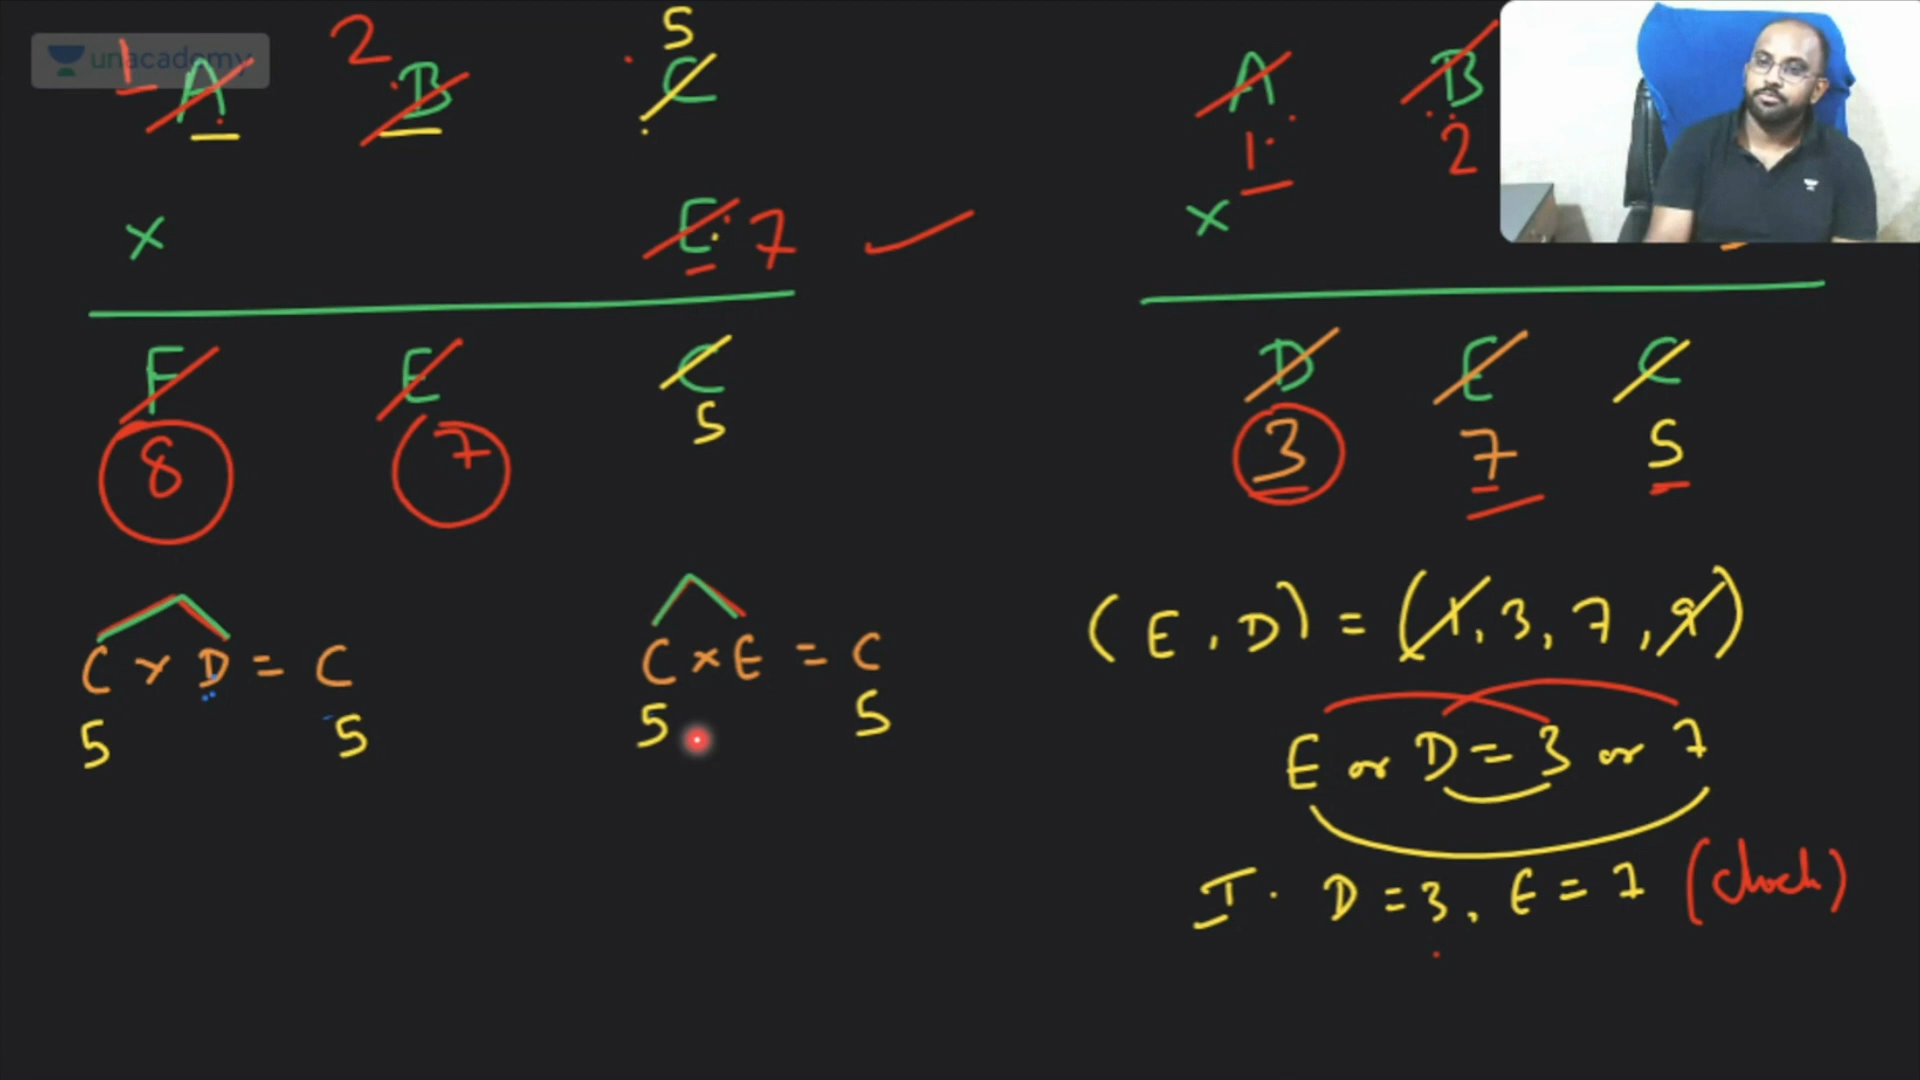 unacademy
1 A 2 B 5 C
× E 7
F E C
8 7 5
C × D = C
5 5
C × E = C
5 5
A B
1 2
×
D E C
3 7 5
(E, D) = (1, 3, 7, 9)
E or D = 3 or 7
I. D = 3, E = 7 (check)